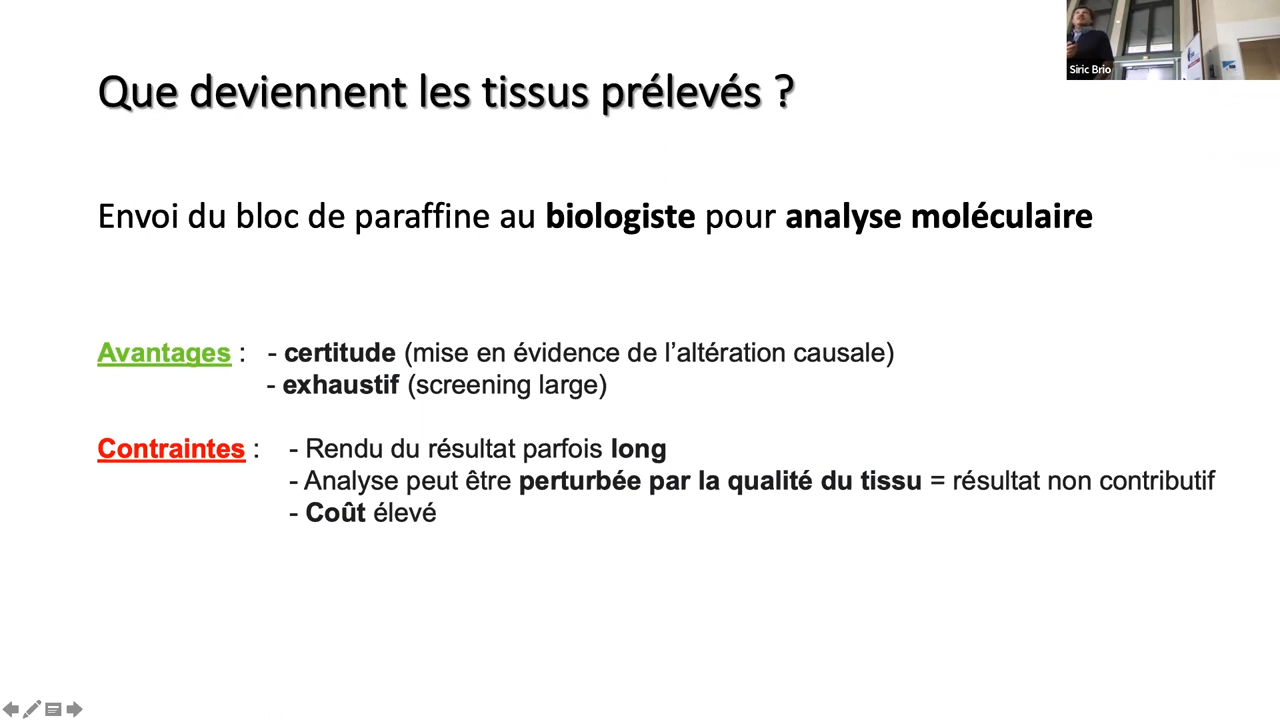 Siric Brio
Que deviennent les tissus prélevés ?
Envoi du bloc de paraffine au biologiste pour analyse moléculaire
Avantages : - certitude (mise en évidence de l’altération causale)
- exhaustif (screening large)
Contraintes : - Rendu du résultat parfois long
- Analyse peut être perturbée par la qualité du tissu = résultat non contributif
- Coût élevé